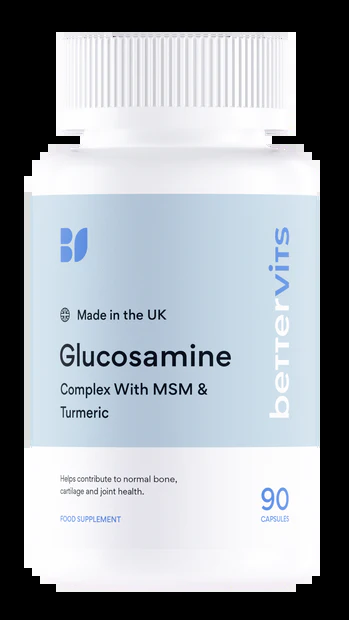 Made in the UK
Glucosamine
Complex With MSM &
Turmeric
bettervits
Helps contribute to normal bone,
cartilage and joint health.
FOOD SUPPLEMENT
90
CAPSULES